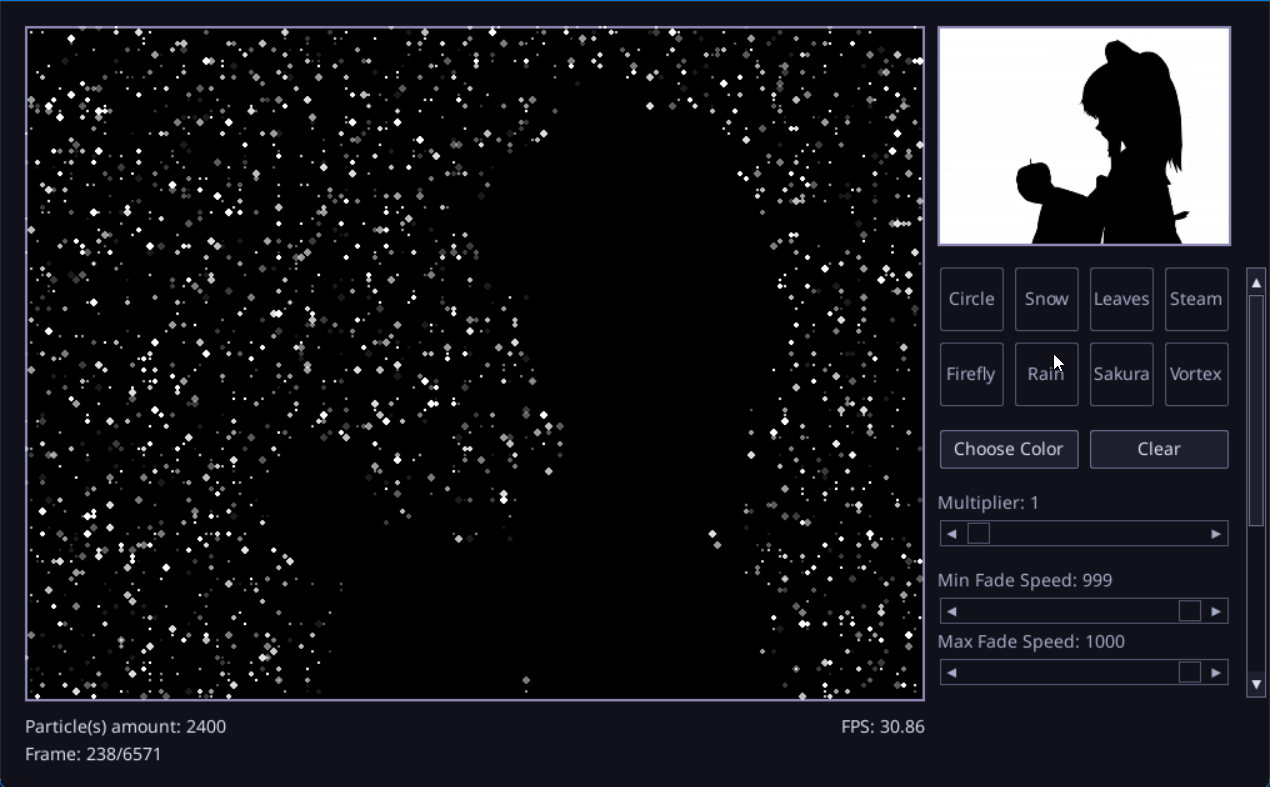 Circle Snow Leaves Steam
Firefly Rain Sakura Vortex
Choose Color Clear
Multiplier: 1
Min Fade Speed: 999
Max Fade Speed: 1000
Particle(s) amount: 2400 FPS: 30.86
Frame: 238/6571